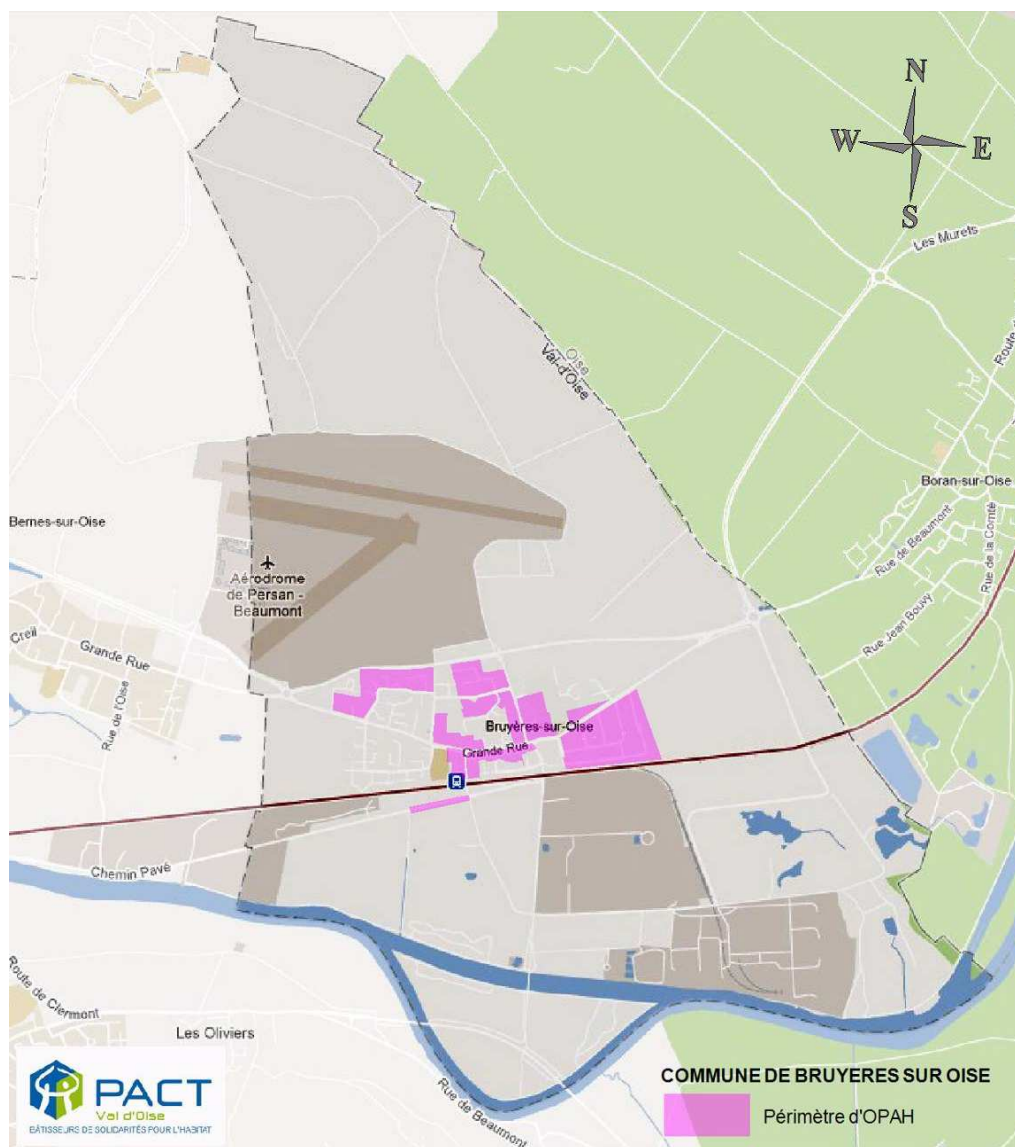 N
W
E
S
Les Murets
Route d
Oise
Val-d'Oise
Boran-sur-Oise
Rue de Beaumont
Rue de la Comté
Rue Jean Bouvy
Bernes-sur-Oise
Aérodrome
de Persan -
Beaumont
Creil
Grande Rue
Rue de l'Oise
Bruyères-sur-Oise
Grande Rue
Chemin Pavé
Route de Clermont
Les Oliviers
Rue de Beaumont
PACT
Val d'Oise
BÂTISSEURS DE SOLIDARITÉS POUR L'HABITAT
COMMUNE DE BRUYERES SUR OISE
Périmètre d'OPAH